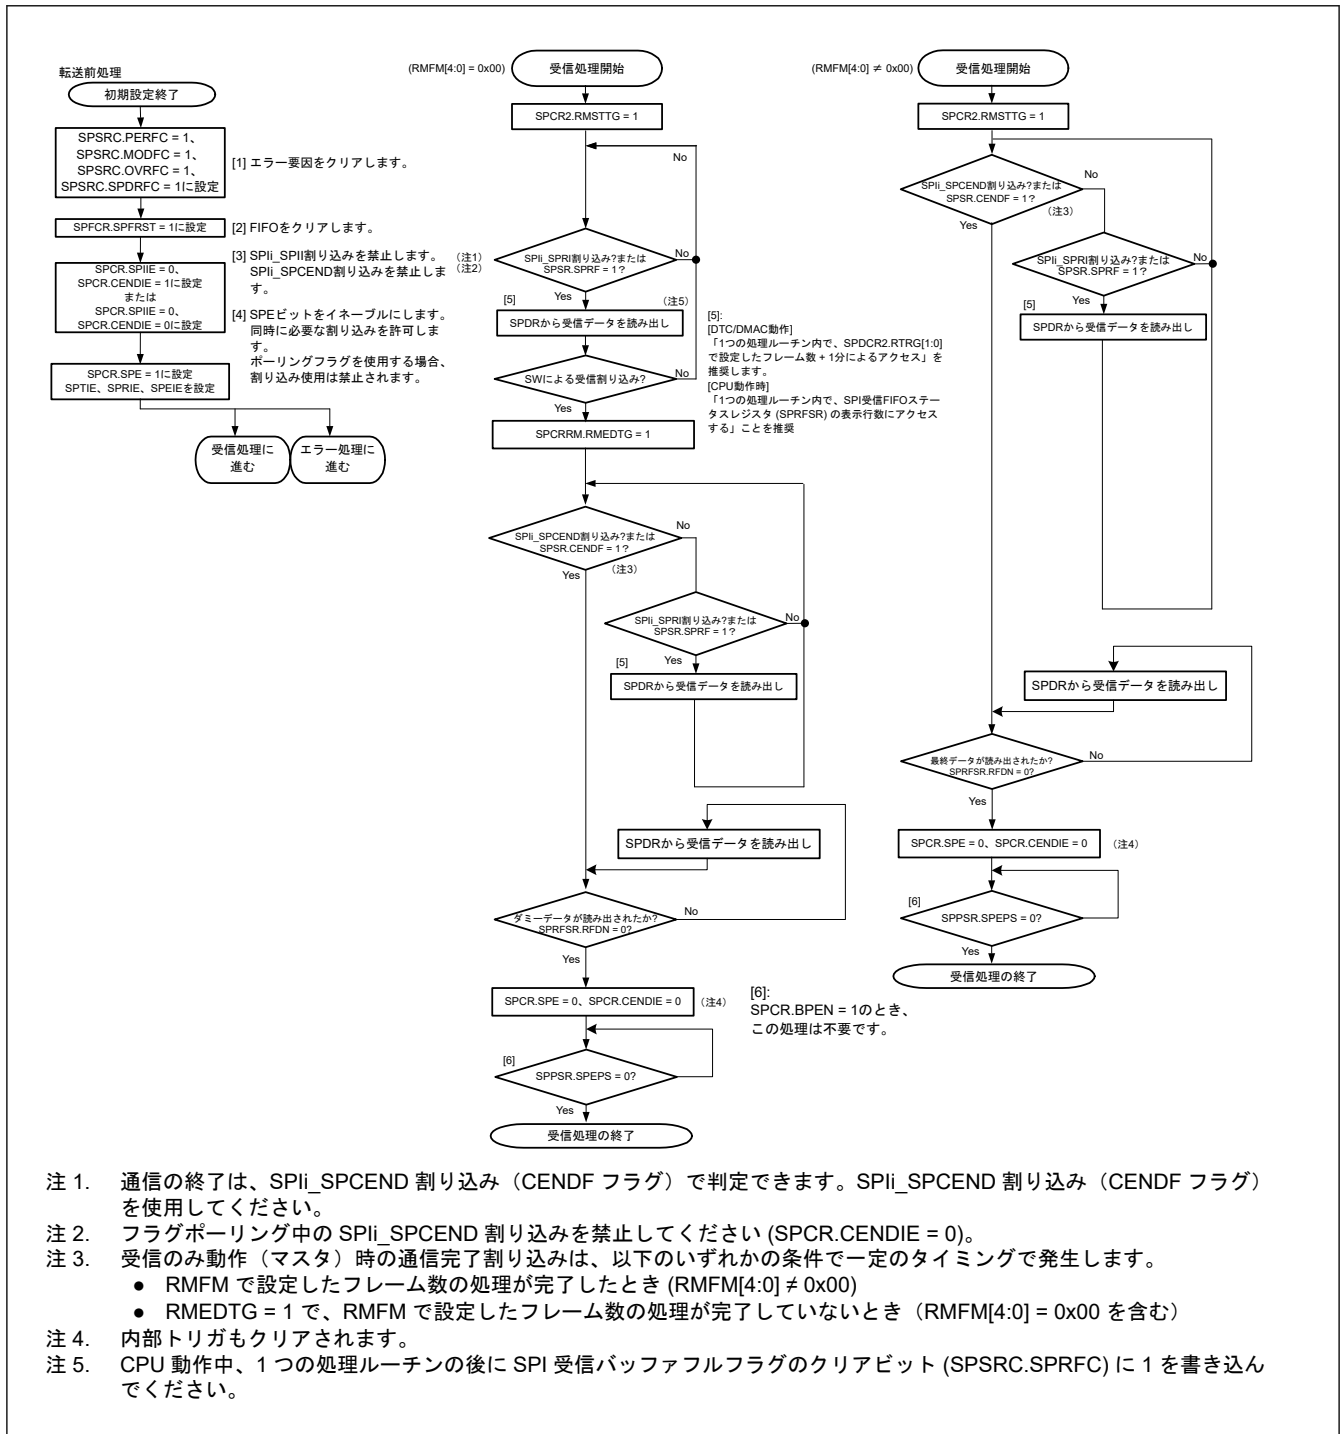 転送前処理
初期設定終了
SPSRC.PERFC = 1、
SPSRC.MODFC = 1、
SPSRC.OVRFC = 1、
SPSRC.SPDRFC = 1に設定
[1] エラー要因をクリアします。
SPFCR.SPFRST = 1に設定
[2] FIFOをクリアします。
SPCR.SPIIE = 0、
SPCR.CENDIE = 1に設定
または
SPCR.SPIIE = 0、
SPCR.CENDIE = 0に設定
[3] SPIi_SPII割り込みを禁止します。 （注1）
SPIi_SPCEND割り込みを禁止しま （注2）
す。
[4] SPEビットをイネーブルにします。
同時に必要な割り込みを許可しま
す。
ポーリングフラグを使用する場合、
割り込み使用は禁止されます。
SPCR.SPE = 1に設定
SPTIE、SPRIE、SPEIEを設定
受信処理に
進む
エラー処理に
進む
(RMFM[4:0] = 0x00)
受信処理開始
SPCR2.RMSTTG = 1
No
SPIi_SPRI割り込み?または
SPSR.SPRF = 1？
No
Yes
[5]
（注5）
SPDRから受信データを読み出し
SWによる受信割り込み?
No
Yes
SPCRRM.RMEDTG = 1
[5]:
[DTC/DMAC動作]
「1つの処理ルーチン内で、SPDCR2.RTRG[1:0]
で設定したフレーム数 + 1分によるアクセス」を
推奨します。
[CPU動作時]
「1つの処理ルーチン内で、SPI受信FIFOステー
タスレジスタ (SPRFSR) の表示行数にアクセス
する」ことを推奨
SPIi_SPCEND割り込み?または
SPSR.CENDF = 1？
No
Yes
（注3）
SPIi_SPRI割り込み?または
SPSR.SPRF = 1？
No
Yes
[5]
SPDRから受信データを読み出し
SPDRから受信データを読み出し
ダミーデータが読み出されたか?
SPRFSR.RFDN = 0?
No
Yes
SPCR.SPE = 0、SPCR.CENDIE = 0
（注4）
[6]:
SPCR.BPEN = 1のとき、
この処理は不要です。
[6]
SPPSR.SPEPS = 0?
Yes
受信処理の終了
(RMFM[4:0] ≠ 0x00)
受信処理開始
SPCR2.RMSTTG = 1
SPIi_SPCEND割り込み?または
SPSR.CENDF = 1？
No
（注3）
Yes
SPIi_SPRI割り込み?または
SPSR.SPRF = 1？
No
Yes
[5]
SPDRから受信データを読み出し
SPDRから受信データを読み出し
最終データが読み出されたか?
SPRFSR.RFDN = 0?
No
Yes
SPCR.SPE = 0、SPCR.CENDIE = 0
（注4）
[6]
SPPSR.SPEPS = 0?
Yes
受信処理の終了
注 1. 通信の終了は、SPIi_SPCEND 割り込み（CENDF フラグ）で判定できます。SPIi_SPCEND 割り込み（CENDF フラグ）
を使用してください。
注 2. フラグポーリング中の SPIi_SPCEND 割り込みを禁止してください (SPCR.CENDIE = 0)。
注 3. 受信のみ動作（マスタ）時の通信完了割り込みは、以下のいずれかの条件で一定のタイミングで発生します。
● RMFM で設定したフレーム数の処理が完了したとき (RMFM[4:0] ≠ 0x00)
● RMEDTG = 1 で、RMFM で設定したフレーム数の処理が完了していないとき（RMFM[4:0] = 0x00 を含む）
注 4. 内部トリガもクリアされます。
注 5. CPU 動作中、1 つの処理ルーチンの後に SPI 受信バッファフルフラグのクリアビット (SPSRC.SPRFC) に 1 を書き込ん
でください。